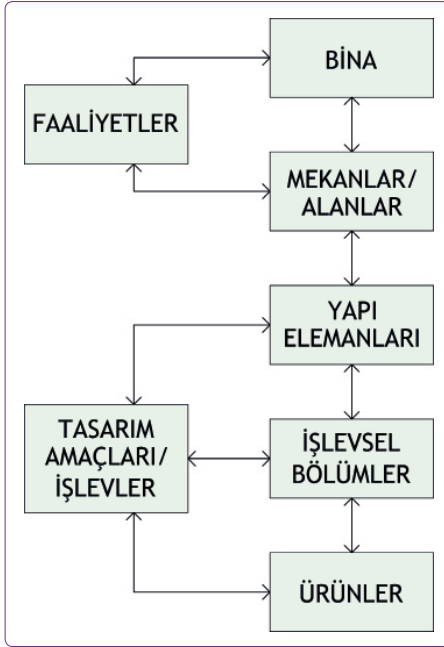 BİNA
FAALİYETLER
MEKANLAR/
ALANLAR
YAPI
ELEMANLARI
TASARIM
AMAÇLARI/
İŞLEVLER
İŞLEVSEL
BÖLÜMLER
ÜRÜNLER